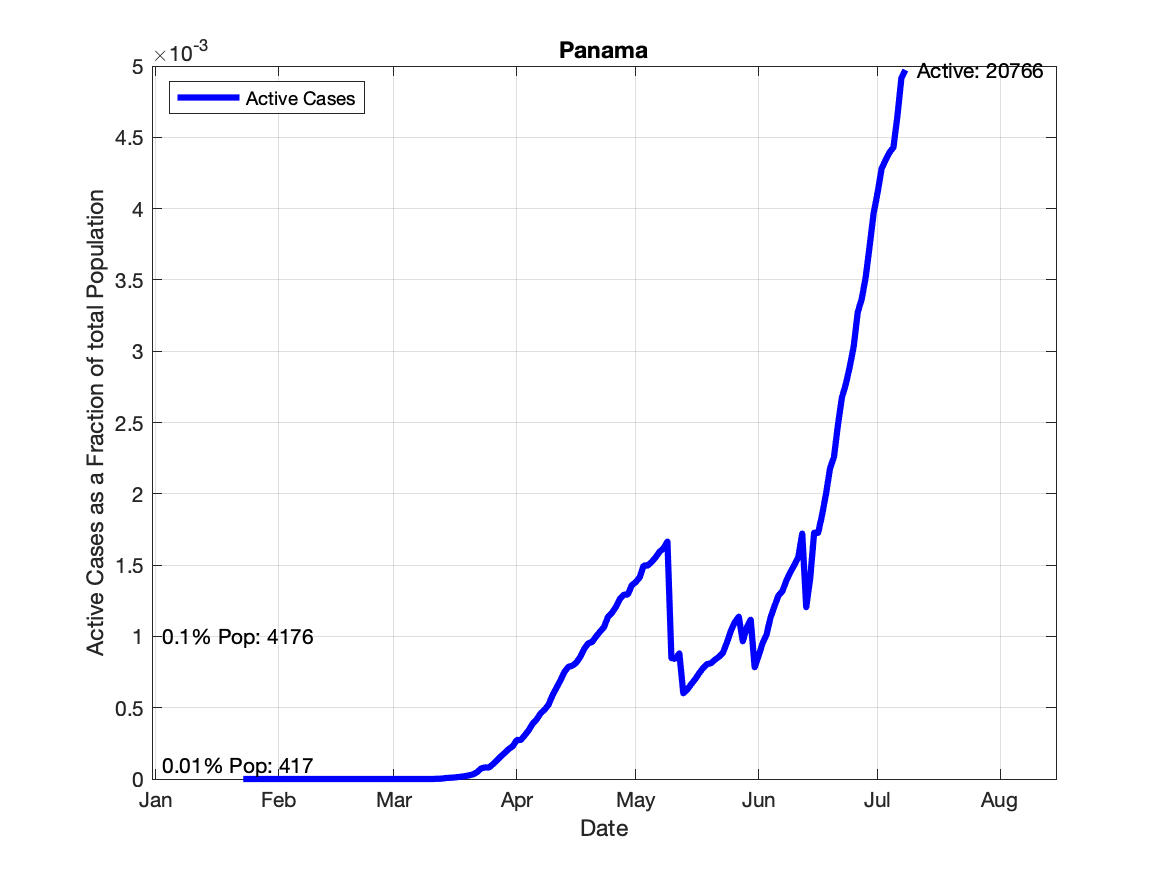 Panama
×10-3
Active Cases
Active: 20766
5
4.5
4
3.5
3
2.5
2
1.5
1
0.5
0
0.1% Pop: 4176
0.01% Pop: 417
Active Cases as a Fraction of total Population
Jan Feb Mar Apr May Jun Jul Aug
Date